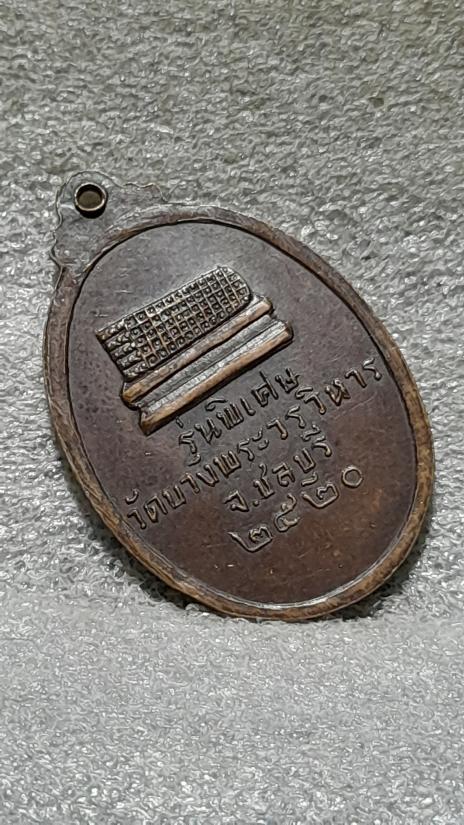 รุ่นพิเศษ
วัดบางพระวรวิหาร
จ.ชลบุรี
๒๕๒๐